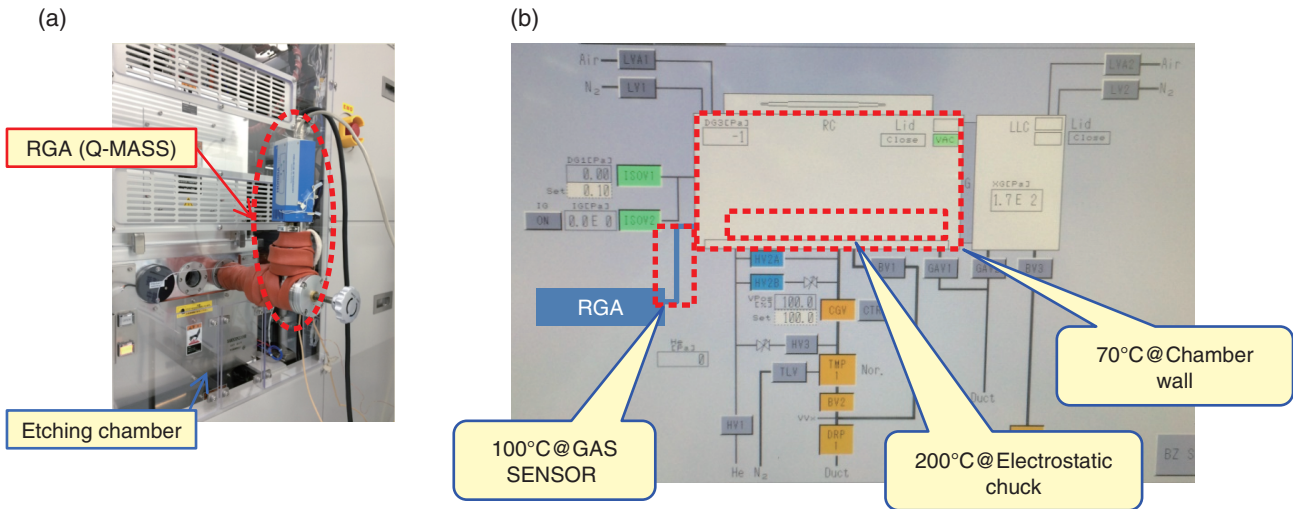 (a)
RGA (Q-MASS)
Etching chamber
(b)
Air
LVA1
N₂
LV1
LVA2
Air
LV2
N₂
DG3[Pa]
-1
RC
Lid
Close
VAC
LLC
Lid
Close
DG1[Pa]
0.00
Set
0.10
ISOV1
IG
ON
IG[Pa]
0.0E 0
ISOV2
G
XG[Pa]
1.7E 2
RGA
HV2A
HV2B
BV1
GAV1
BV3
100.0
Set
100.0
CGV
HV3
TLV
TMP
1
Nor.
BV2
HV1
DRP
1
0
He
N₂
Duct
Duct
BZ S
70°C@Chamber
wall
100°C@GAS
SENSOR
200°C@Electrostatic
chuck